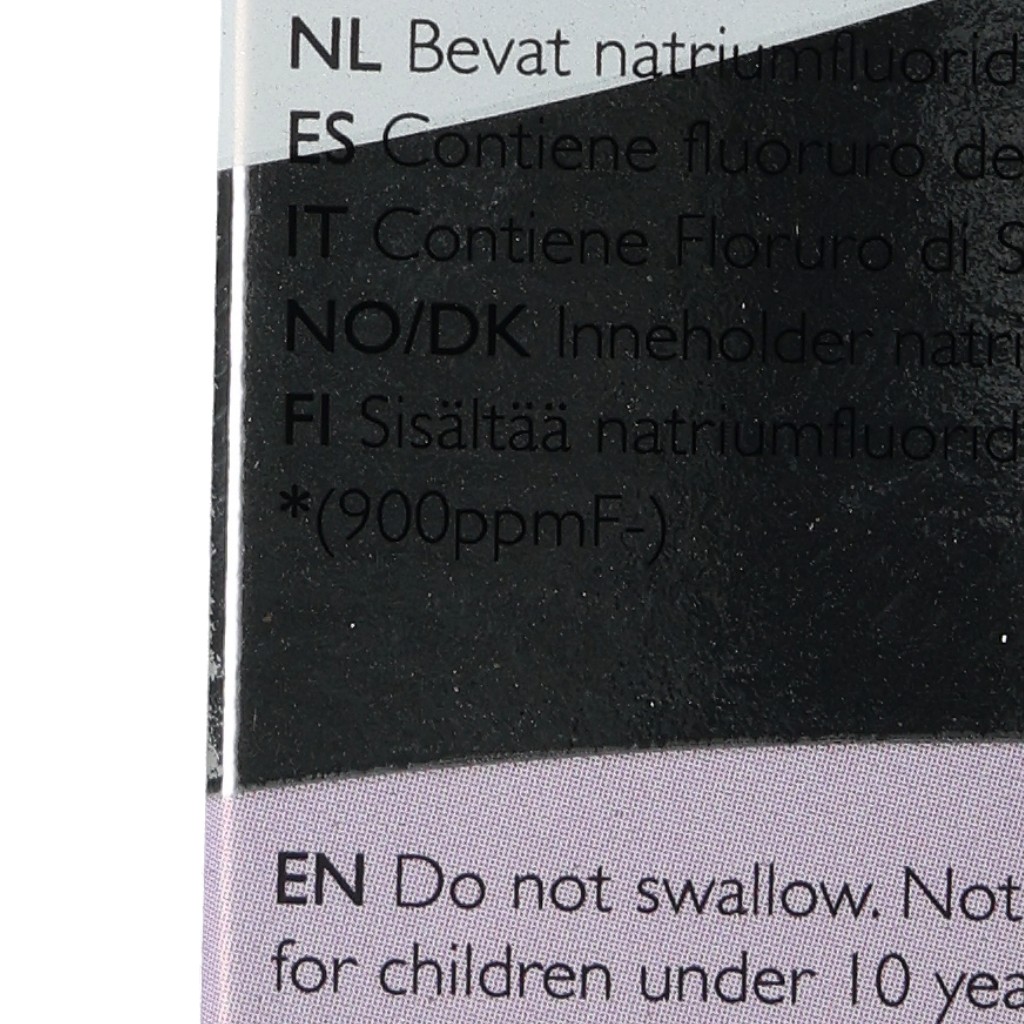 NL Bevat natriumfluorid
ES Contiene fluoruro de
IT Contiene Floruro di S
NO/DK Inneholder natri
FI Sisältää natriumfluorid
*(900ppmF-)
EN Do not swallow. Not
for children under 10 yea